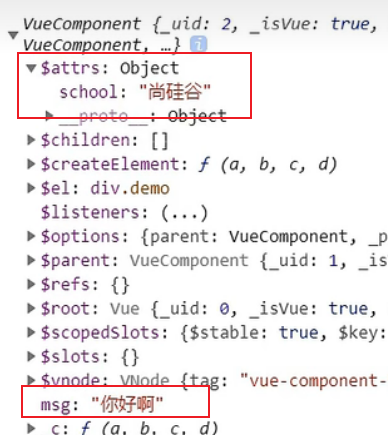 VueComponent {_uid: 2, _isVue: true,
VueComponent, …} i
$attrs: Object
school: "尚硅谷"
__proto__: Object
$children: []
$createElement: ƒ (a, b, c, d)
$el: div.demo
$listeners: (...)
$options: {parent: VueComponent, _p
$parent: VueComponent {_uid: 1, _is
$refs: {}
$root: Vue {_uid: 0, _isVue: true,
$scopedSlots: {$stable: true, $key:
$slots: {}
$vnode: VNode {tag: "vue-component-
msg: "你好啊"
_c: ƒ (a, b, c, d)